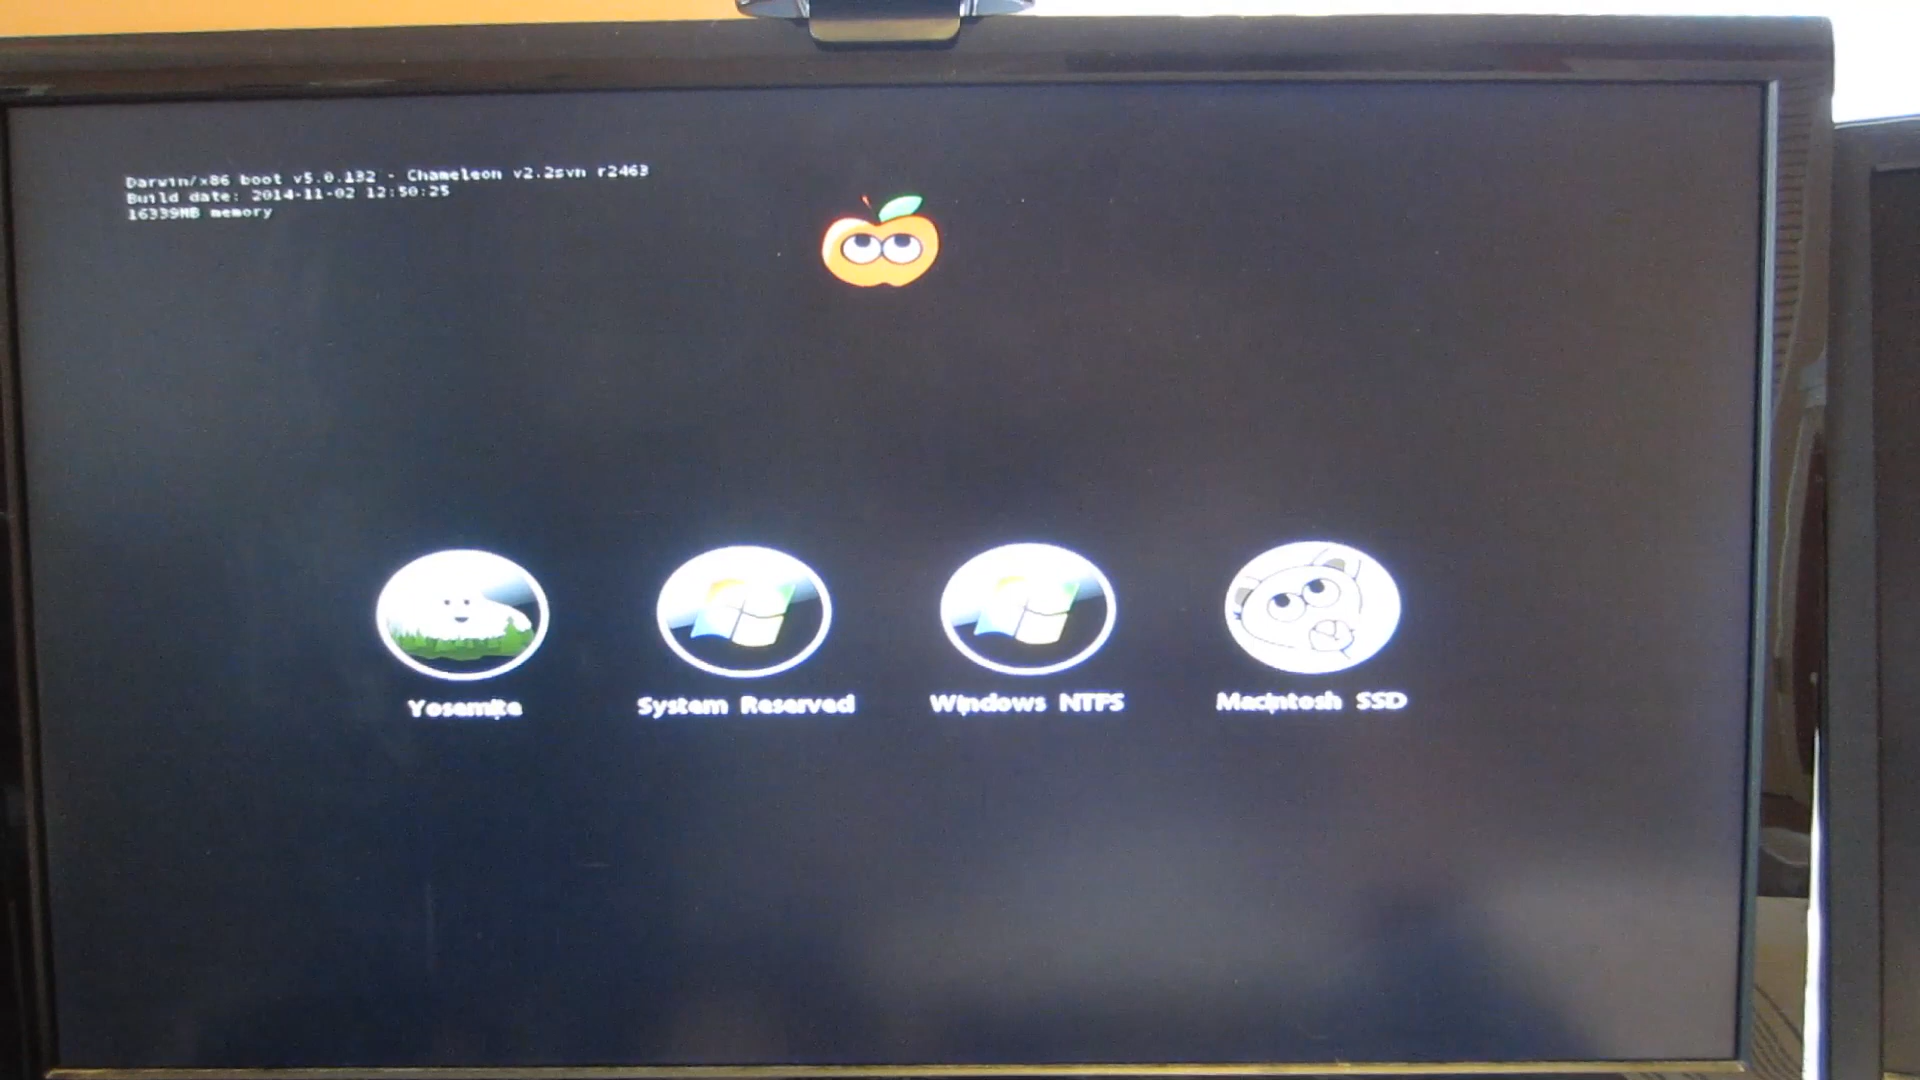 Darwin/x86 boot v5.0.132 - Chameleon v2.2svn r2463
Build date: 2014-11-02 12:50:25
16339MB memory
Yosemite
System Reserved
Windows NTFS
Macintosh SSD